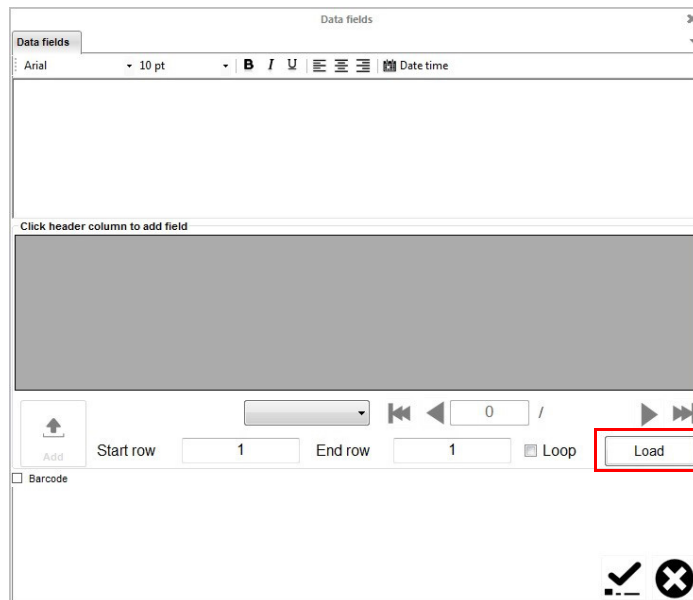 Data fields
Data fields
Arial 10 pt B I U Date time
Click header column to add field
0 /
Add
Start row 1 End row 1 Loop Load
Barcode